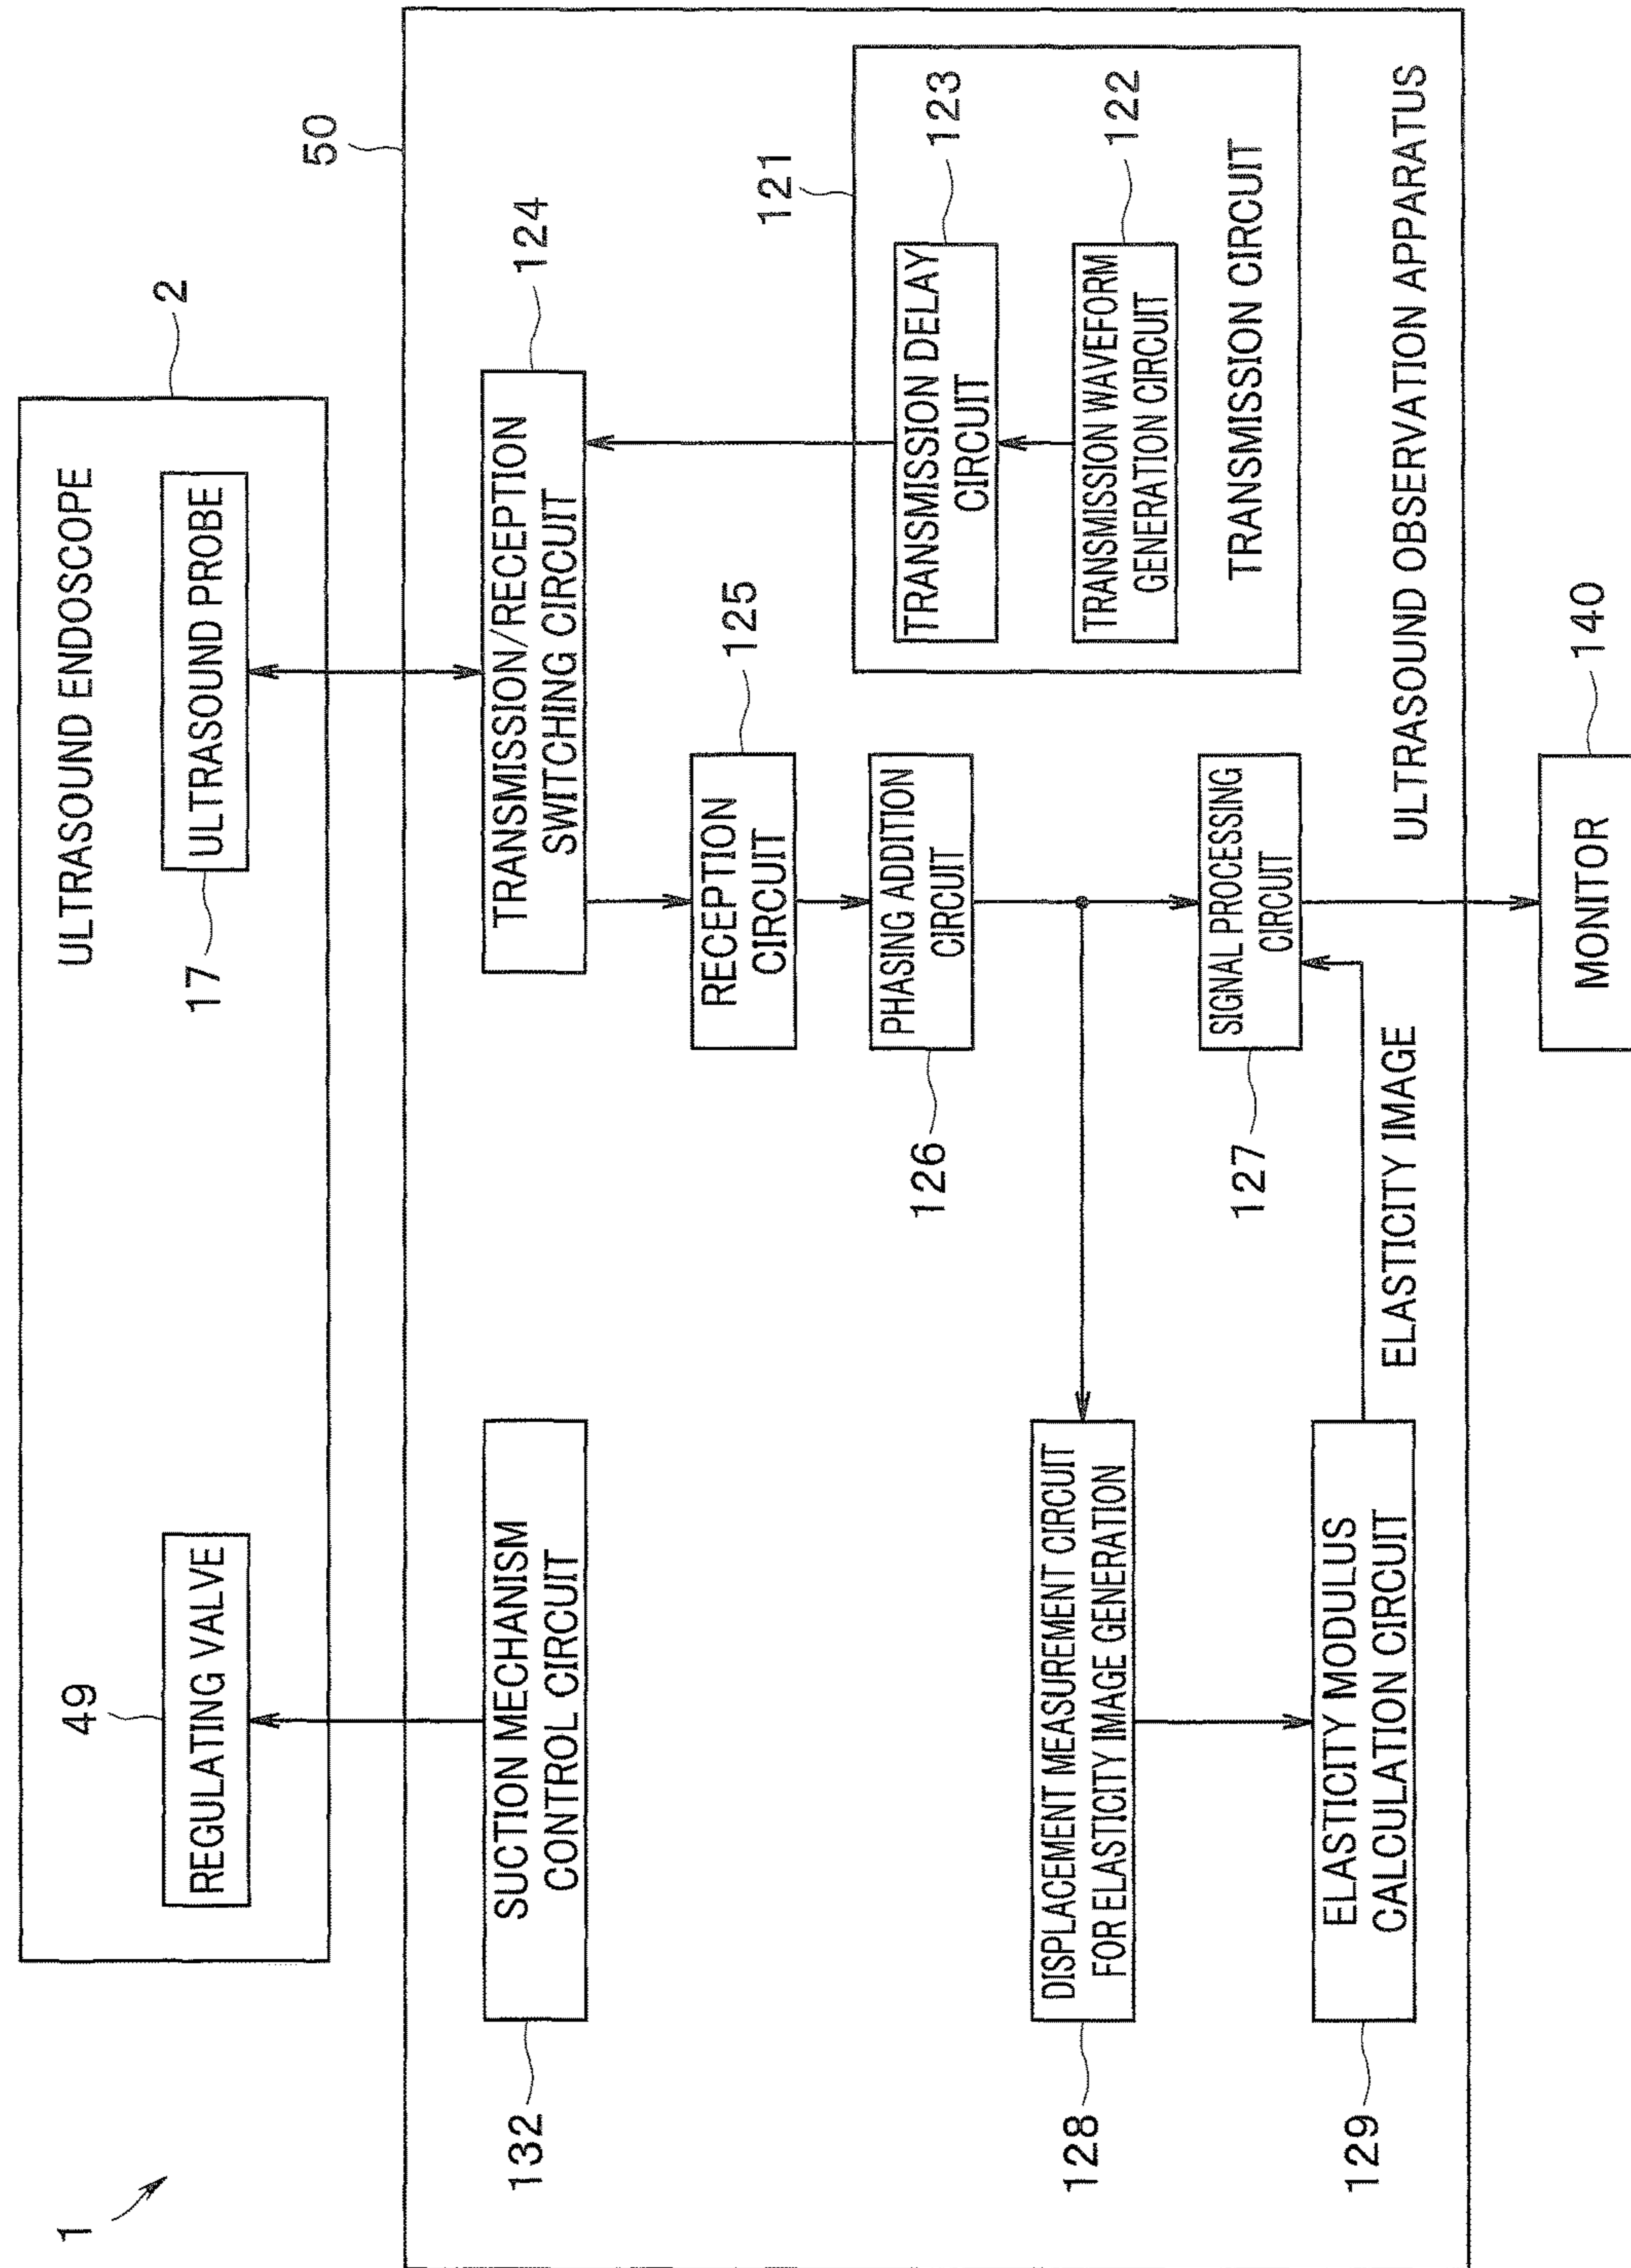 1
ULTRASOUND ENDOSCOPE
2
49
REGULATING VALVE
17
ULTRASOUND PROBE
50
132
SUCTION MECHANISM
CONTROL CIRCUIT
TRANSMISSION/RECEPTION
SWITCHING CIRCUIT
124
RECEPTION
CIRCUIT
125
121
PHASING ADDITION
CIRCUIT
126
TRANSMISSION DELAY
CIRCUIT
123
128
DISPLACEMENT MEASUREMENT CIRCUIT
FOR ELASTICITY IMAGE GENERATION
TRANSMISSION WAVEFORM
GENERATION CIRCUIT
122
TRANSMISSION CIRCUIT
127
SIGNAL PROCESSING
CIRCUIT
129
ELASTICITY MODULUS
CALCULATION CIRCUIT
ELASTICITY IMAGE
ULTRASOUND OBSERVATION APPARATUS
MONITOR
140